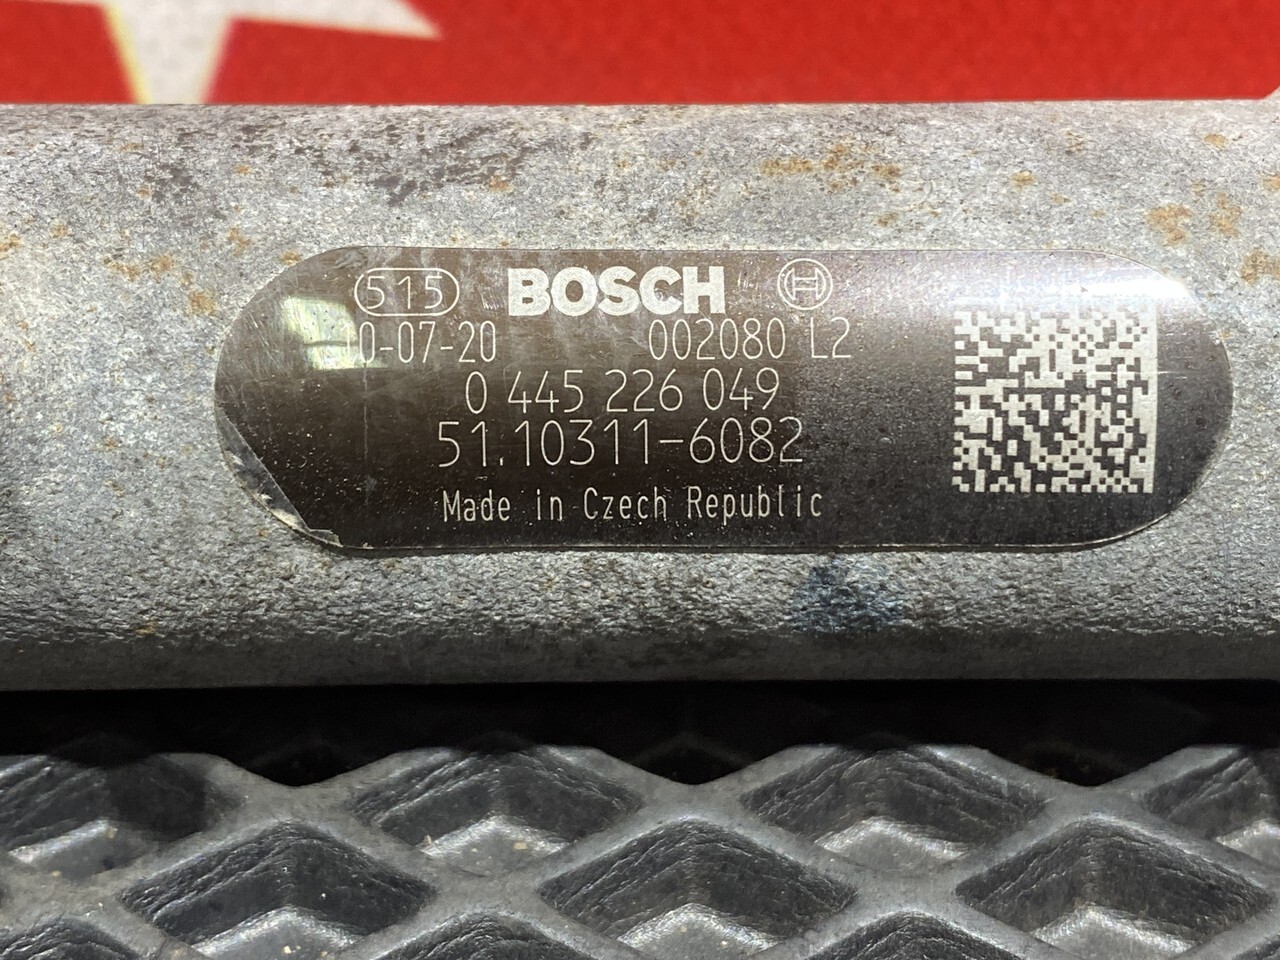 515 BOSCH
10-07-20 002080 L2
0 445 226 049
51.10311-6082
Made in Czech Republic